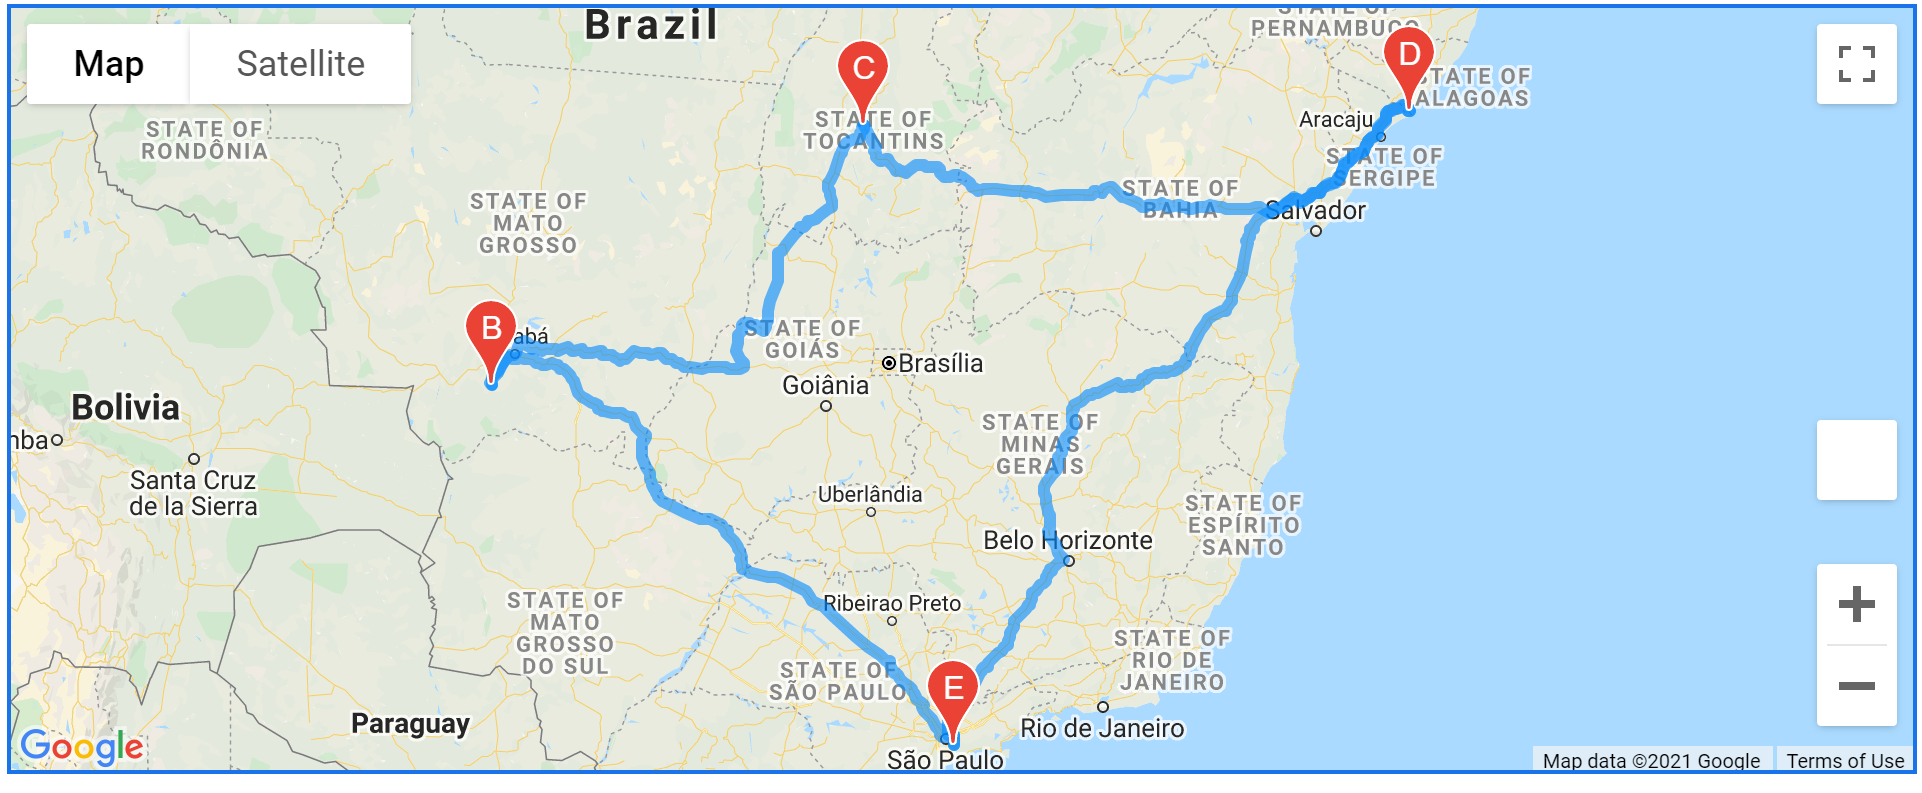 STATE OF
PERNAMBUCO
Brazil
Map
Satellite
C
D
STATE OF
ALAGOAS
STATE OF
TOCANTINS
Aracaju
STATE OF
RONDÔNIA
STATE OF
SERGIPE
STATE OF
MATO
GROSSO
STATE OF
BAHIA
Salvador
B
abá
STATE OF
GOIÁS
Brasília
Goiânia
Bolivia
nba
STATE OF
MINAS
GERAIS
Santa Cruz
de la Sierra
Uberlândia
STATE OF
ESPÍRITO
SANTO
Belo Horizonte
STATE OF
MATO
GROSSO
DO SUL
Ribeirao Preto
STATE OF
RIO DE
JANEIRO
STATE OF
SÃO PAULO
E
Paraguay
Rio de Janeiro
Google
São Paulo
Map data ©2021 Google
Terms of Use